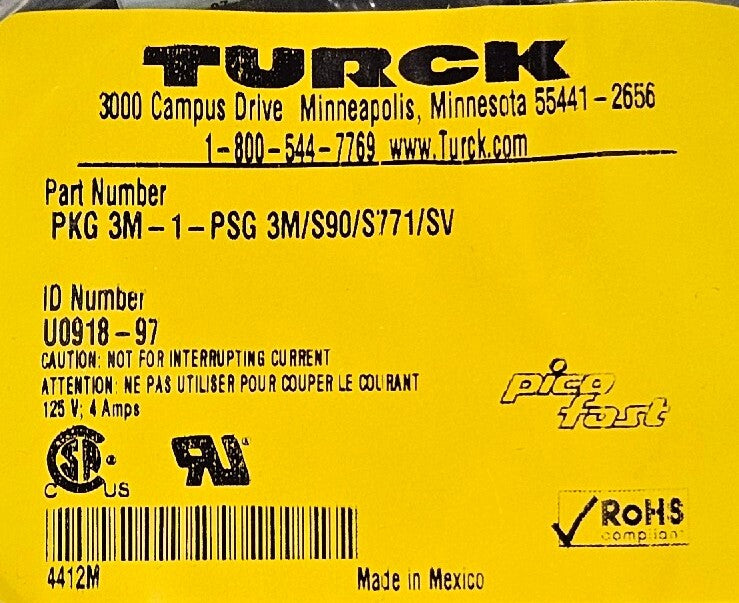 TURCK
3000 Campus Drive Minneapolis, Minnesota 55441-2656
1-800-544-7769 www.Turck.com
Part Number
PKG 3M-1-PSG 3M/S90/S771/SV
ID Number
U0918-97
CAUTION: NOT FOR INTERRUPTING CURRENT
ATTENTION: NE PAS UTILISER POUR COUPER LE COURANT
125 V; 4 Amps
pico
fast
CSA ®
C US
RU ®
RoHS
compliant
4412M
Made in Mexico